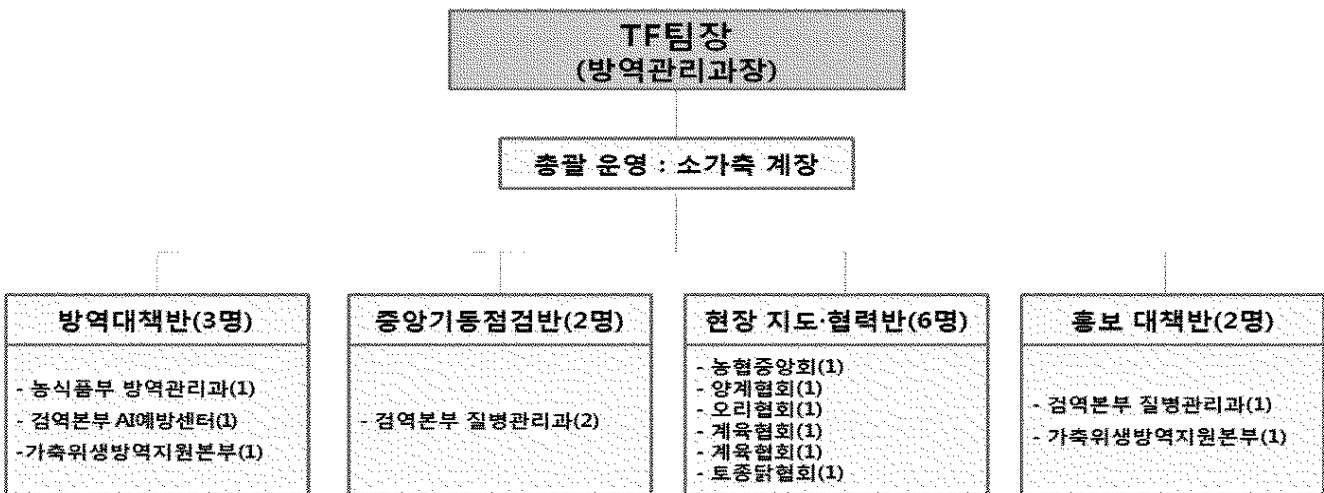 TF팀장
(방역관리과장)
총괄 운영 : 소가축 계장
방역대책반(3명)
- 농식품부 방역관리과(1)
- 검역본부 AI예방센터(1)
-가축위생방역지원본부(1)
중앙기동점검반(2명)
- 검역본부 질병관리과(2)
현장 지도·협력반(6명)
- 농협중앙회(1)
- 양계협회(1)
- 오리협회(1)
- 계육협회(1)
- 계육협회(1)
- 토종닭협회(1)
홍보 대책반(2명)
- 검역본부 질병관리과(1)
- 가축위생방역지원본부(1)